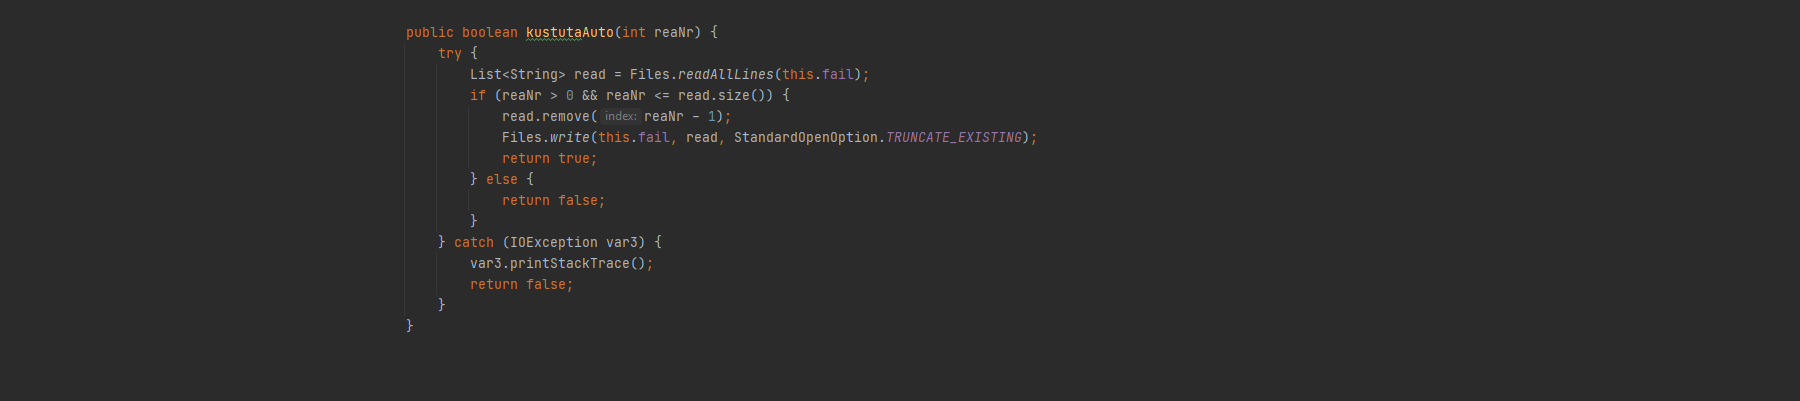 public boolean kustutaAuto(int reaNr) {
try {
List<String> read = Files.readAllLines(this.fail);
if (reaNr > 0 && reaNr <= read.size()) {
read.remove( index: reaNr - 1);
Files.write(this.fail, read, StandardOpenOption.TRUNCATE_EXISTING);
return true;
} else {
return false;
}
} catch (IOException var3) {
var3.printStackTrace();
return false;
}
}